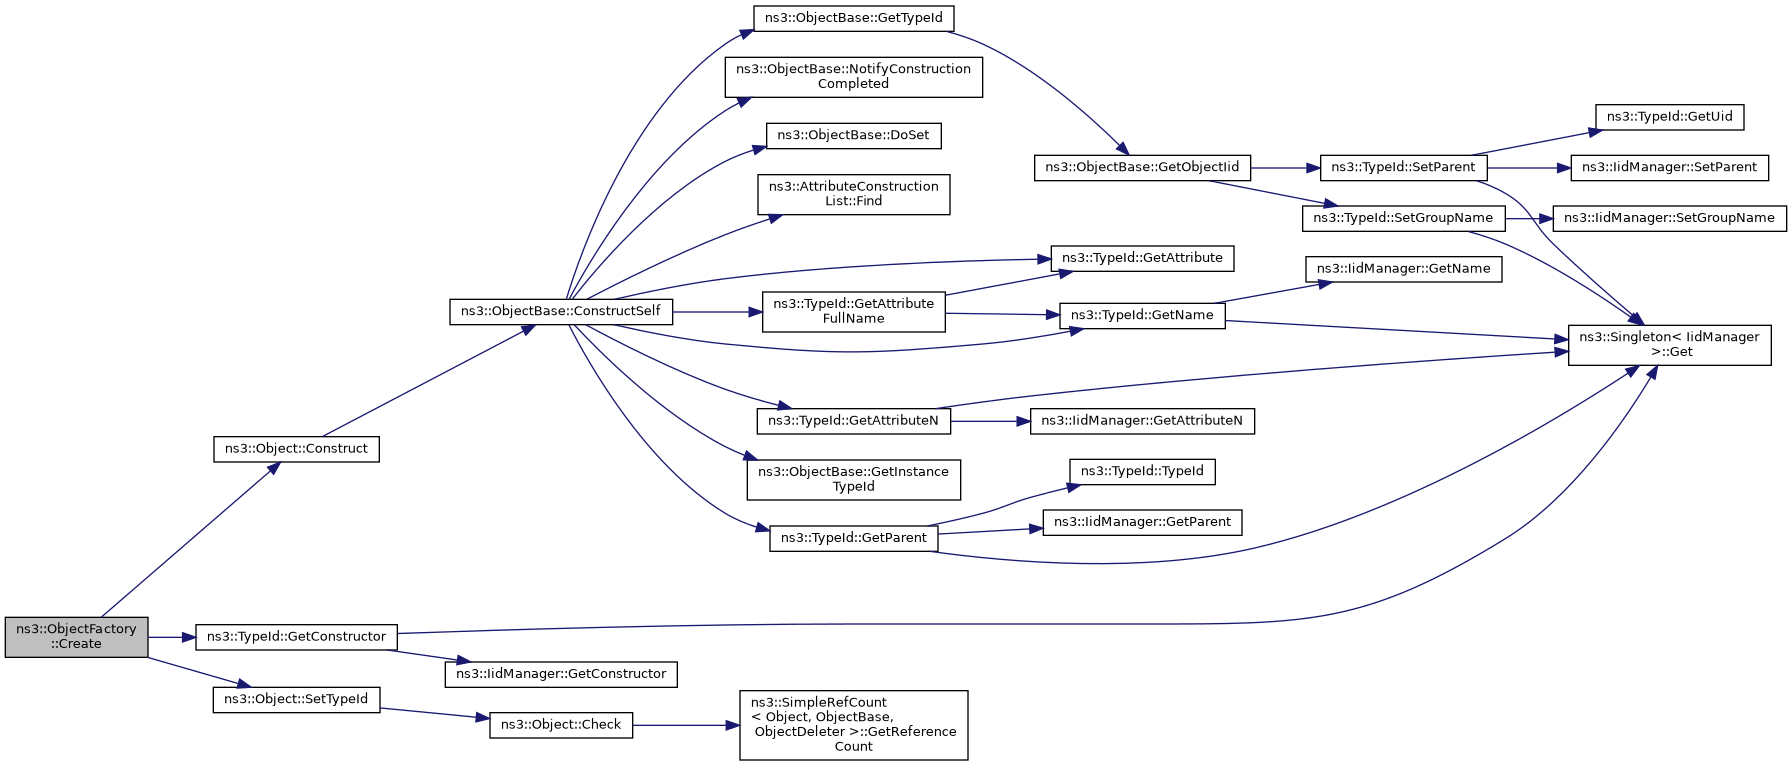 ns3::ObjectBase::GetTypeId
ns3::ObjectBase::NotifyConstruction
Completed
ns3::ObjectBase::DoSet
ns3::AttributeConstruction
List::Find
ns3::ObjectBase::GetObjectIid
ns3::TypeId::SetParent
ns3::TypeId::GetUid
ns3::IidManager::SetParent
ns3::TypeId::SetGroupName
ns3::IidManager::SetGroupName
ns3::TypeId::GetAttribute
ns3::IidManager::GetName
ns3::ObjectBase::ConstructSelf
ns3::TypeId::GetAttribute
FullName
ns3::TypeId::GetName
ns3::Singleton< IidManager
>::Get
ns3::TypeId::GetAttributeN
ns3::IidManager::GetAttributeN
ns3::Object::Construct
ns3::ObjectBase::GetInstance
TypeId
ns3::TypeId::TypeId
ns3::IidManager::GetParent
ns3::TypeId::GetParent
ns3::ObjectFactory
::Create
ns3::TypeId::GetConstructor
ns3::IidManager::GetConstructor
ns3::Object::SetTypeId
ns3::Object::Check
ns3::SimpleRefCount
< Object, ObjectBase,
ObjectDeleter >::GetReference
Count